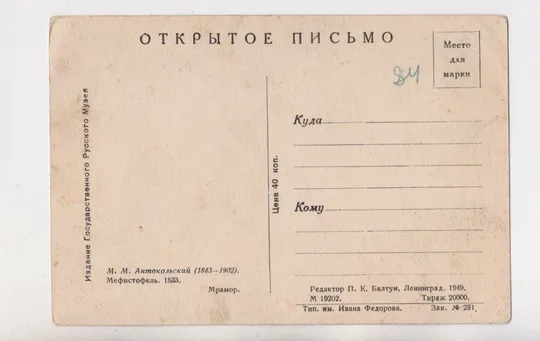 ОТКРЫТОЕ ПИСЬМО
Место
для
марки
84
Издание Государственного Русского Музея
Цена 40 коп.
Куда
Кому
М. М. Антокольский (1843—1902).
Мефистофель. 1883.
Мрамор.
Редактор П. К. Балтун, Ленинград. 1949.
М 19202. Тираж 20000.
Тип. им. Ивана Федорова. Зак. № 231